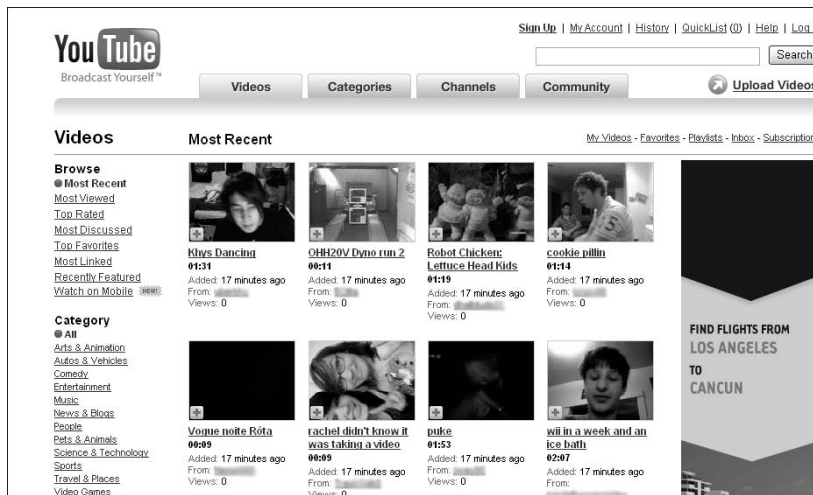 Sign Up | My Account | History | QuickList (0) | Help | Log
YouTube
Broadcast Yourself™
Search
Videos
Categories
Channels
Community
Upload Videos
Videos
Most Recent
My Videos - Favorites - Playlists - Inbox - Subscription
Browse
Most Recent
Most Viewed
Top Rated
Most Discussed
Top Favorites
Most Linked
Recently Featured
Watch on Mobile NEW!
Category
All
Arts & Animation
Autos & Vehicles
Comedy
Entertainment
Music
News & Blogs
People
Pets & Animals
Science & Technology
Sports
Travel & Places
Video Games
Khys Dancing
01:31
Added: 17 minutes ago
From:
Views: 0
OHH20V Dyno run 2
00:11
Added: 17 minutes ago
From:
Views: 0
Robot Chicken:
Lettuce Head Kids
01:19
Added: 17 minutes ago
From:
Views: 0
cookie pillin
01:14
Added: 17 minutes ago
From:
Views: 0
Vogue noite Róta
00:09
Added: 17 minutes ago
From:
Views: 0
rachel didn't know it
was taking a video
00:09
Added: 17 minutes ago
From:
Views: 0
puke
01:53
Added: 17 minutes ago
From:
Views: 0
wii in a week and an
ice bath
02:07
Added: 17 minutes ago
From:
FIND FLIGHTS FROM
LOS ANGELES
TO
CANCUN